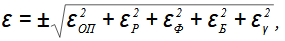 ε = ±√(ε²_ОП + ε²_Р + ε²_Ф + ε²_Б + ε²_γ) ,